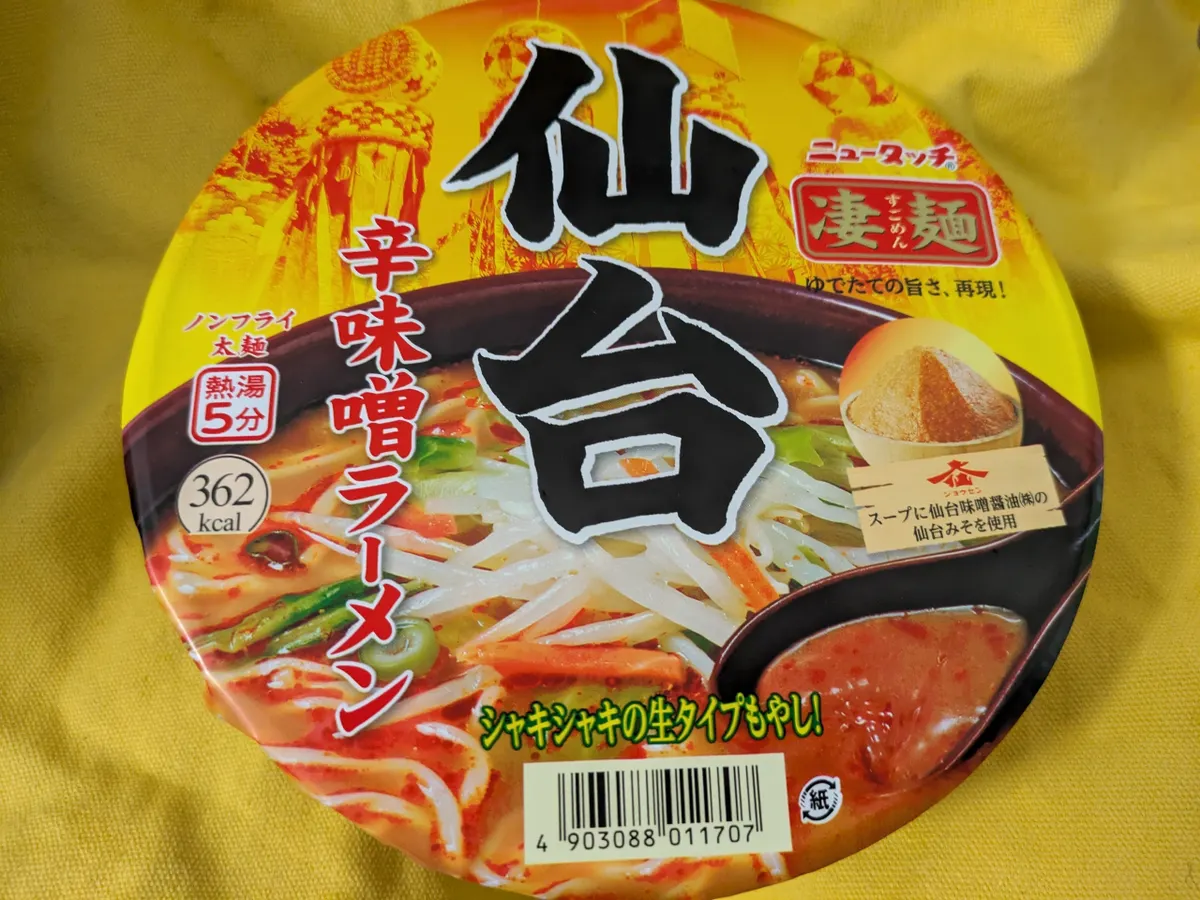 仙台
辛味噌ラーメン
ニュータッチ®
凄麺
すごめん
ゆでたての旨さ、再現!
ノンフライ
太麺
熱湯
5分
362
kcal
ジョウセン
スープに仙台味噌醤油㈱の
仙台みそを使用
シャキシャキの生タイプもやし!
4 903088 011707
紙